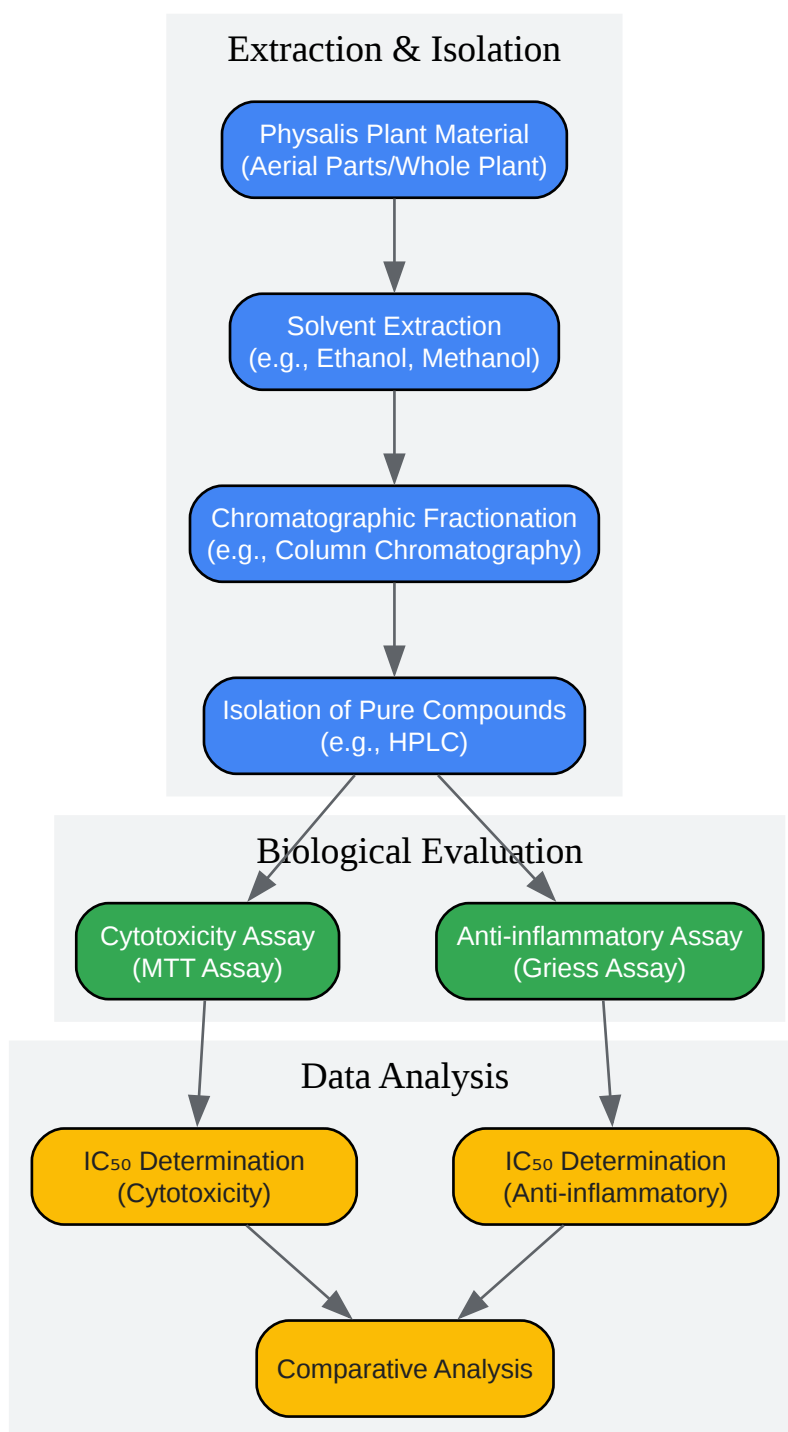 Extraction & Isolation
Physalis Plant Material
(Aerial Parts/Whole Plant)
Solvent Extraction
(e.g., Ethanol, Methanol)
Chromatographic Fractionation
(e.g., Column Chromatography)
Isolation of Pure Compounds
(e.g., HPLC)
Biological Evaluation
Cytotoxicity Assay
(MTT Assay)
Anti-inflammatory Assay
(Griess Assay)
Data Analysis
IC₅₀ Determination
(Cytotoxicity)
IC₅₀ Determination
(Anti-inflammatory)
Comparative Analysis